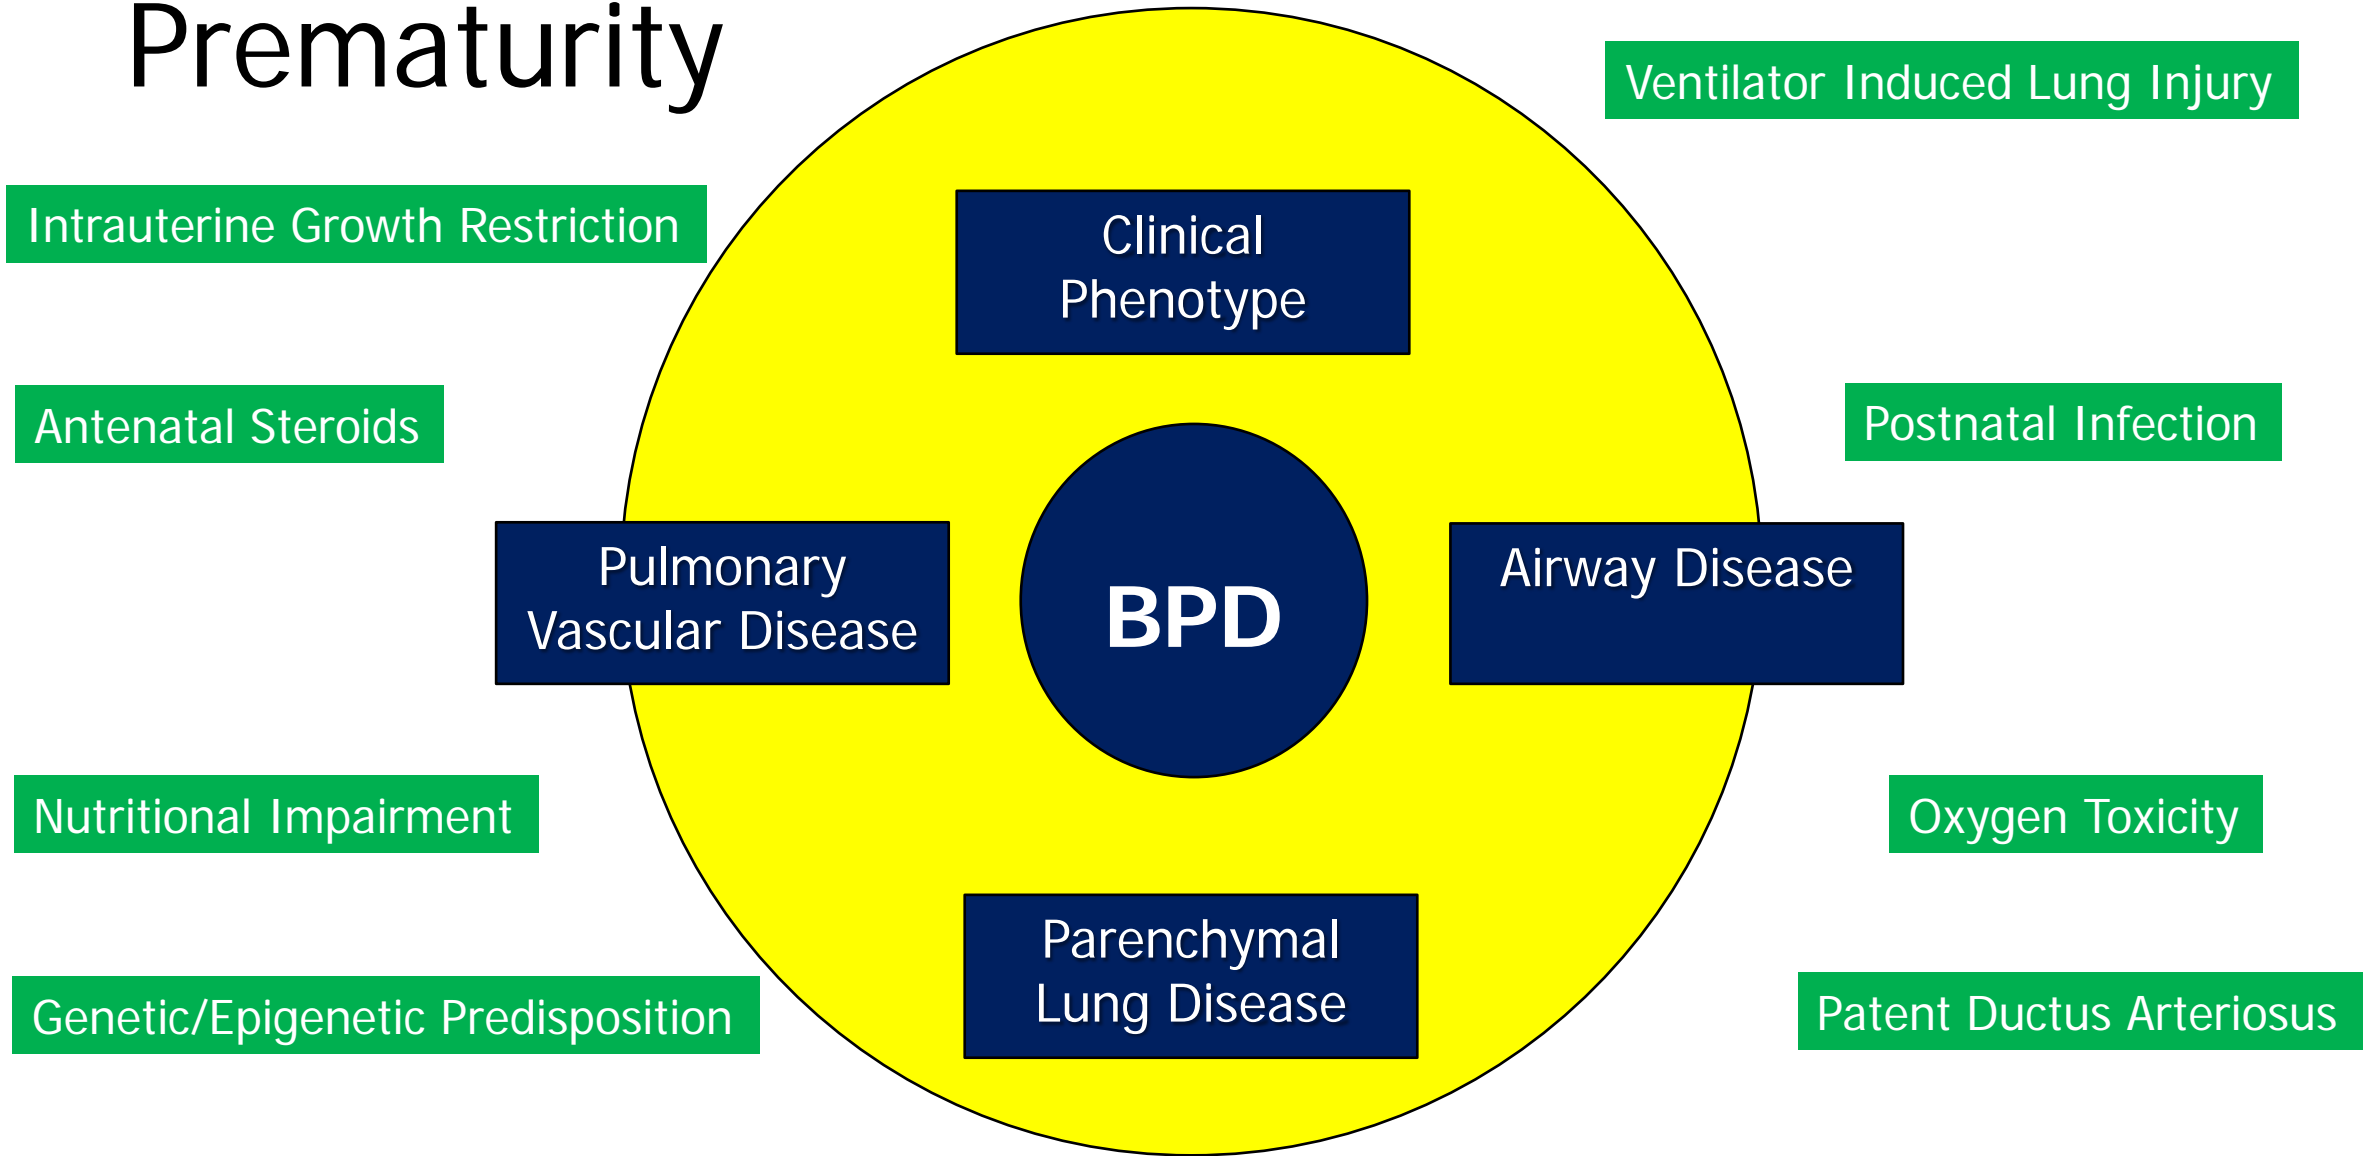 Prematurity
Ventilator Induced Lung Injury
Intrauterine Growth Restriction
Clinical
Phenotype
Antenatal Steroids
Postnatal Infection
Pulmonary
Vascular Disease
BPD
Airway Disease
Nutritional Impairment
Oxygen Toxicity
Parenchymal
Lung Disease
Genetic/Epigenetic Predisposition
Patent Ductus Arteriosus